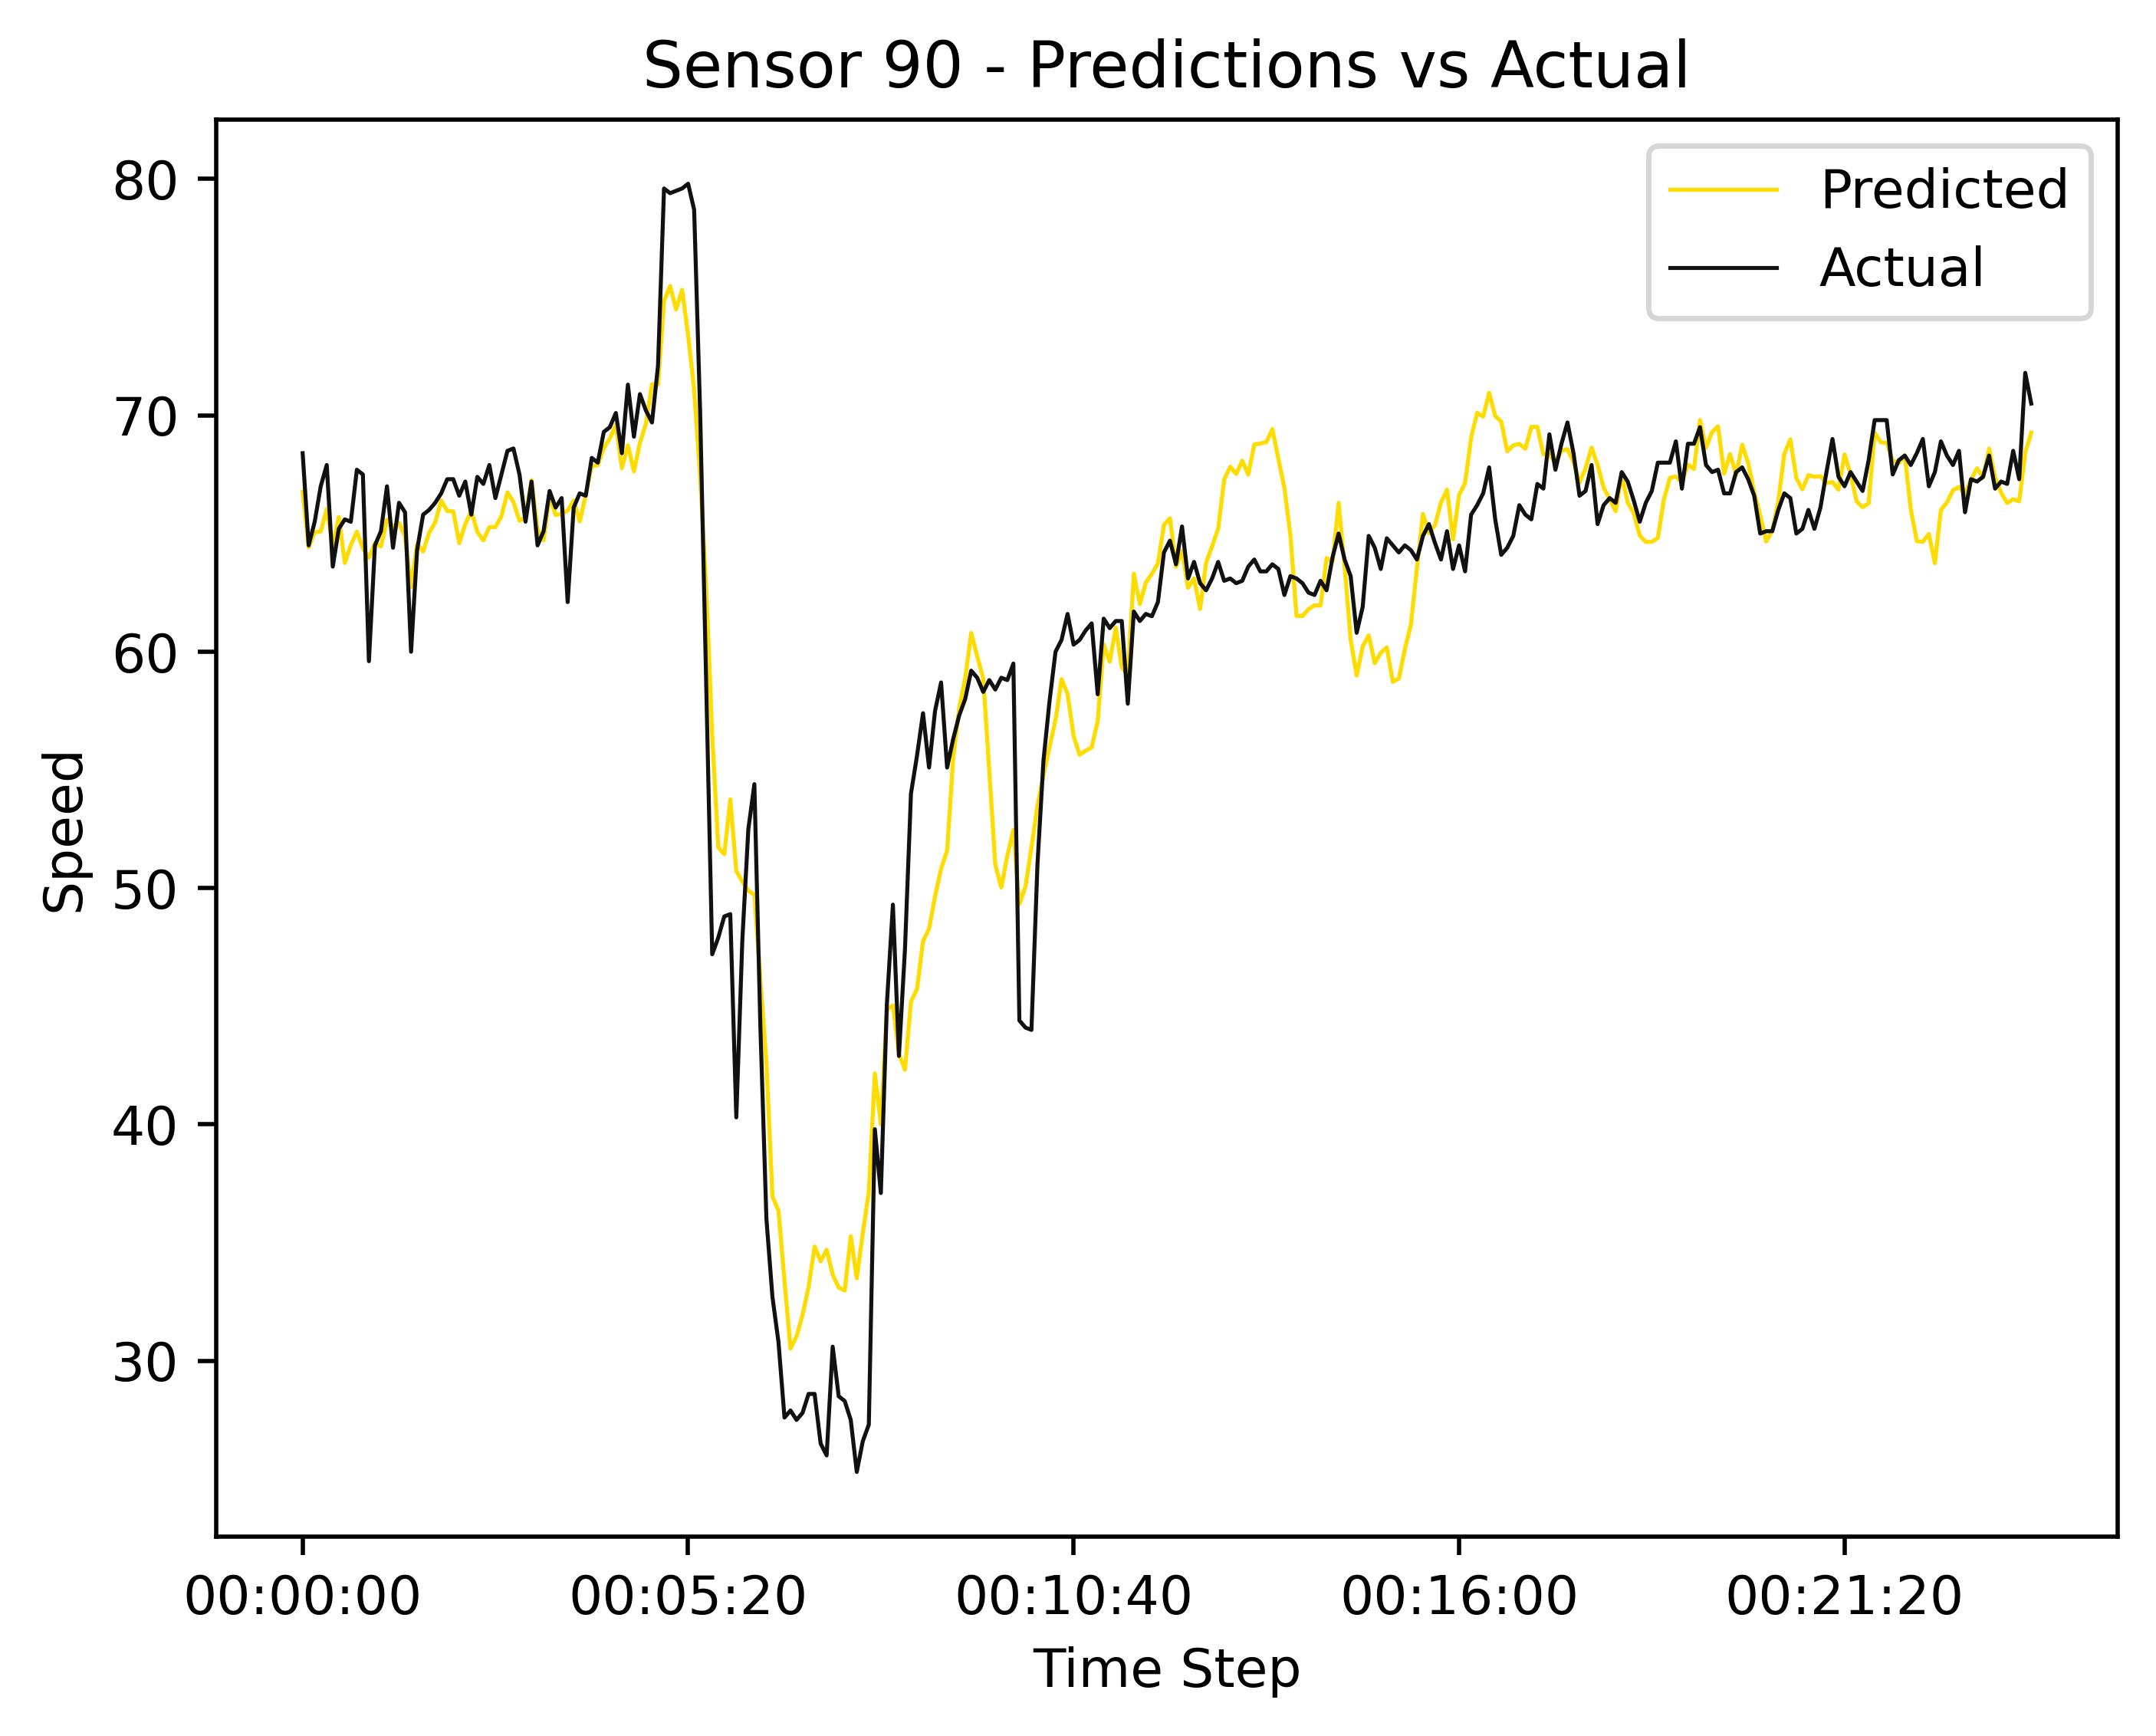 Sensor 90 - Predictions vs Actual
Predicted
Actual
80
70
60
50
40
30
Speed
00:00:00
00:05:20
00:10:40
00:16:00
00:21:20
Time Step